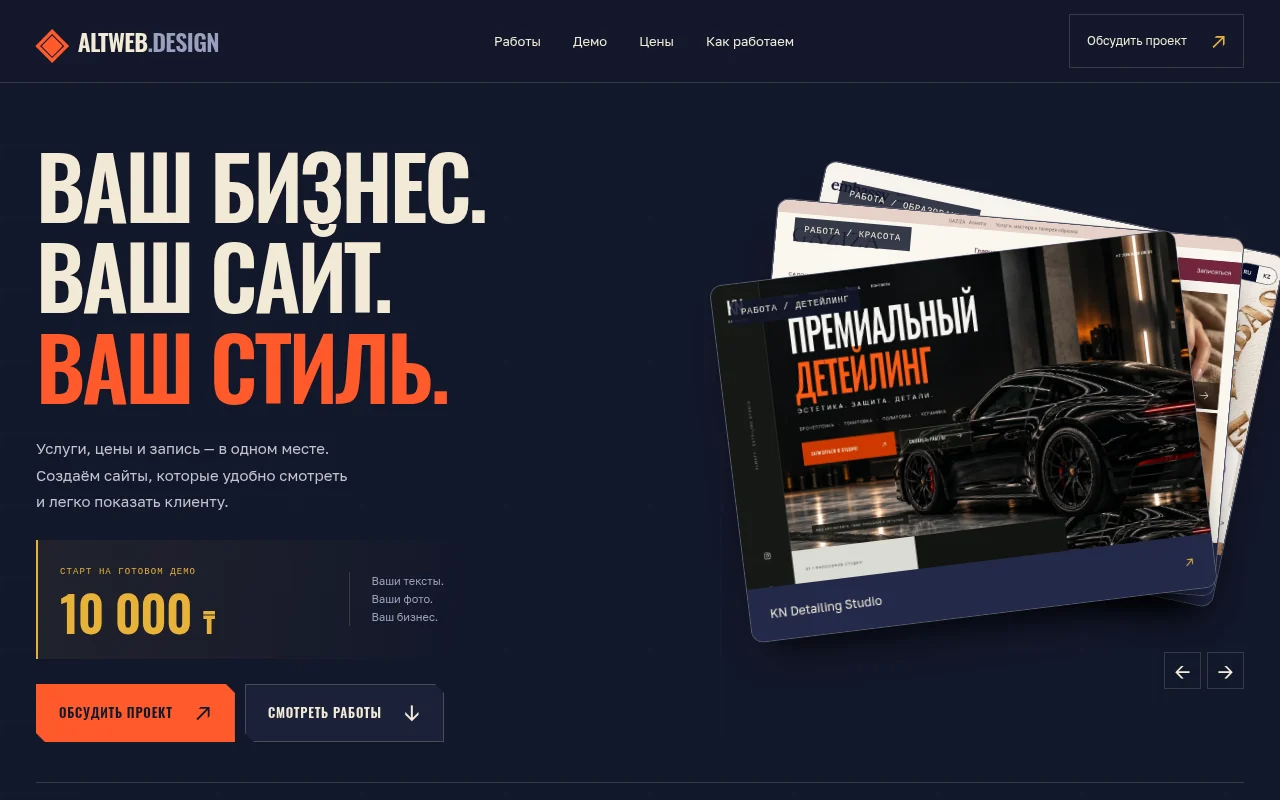 ALTWEB.DESIGN
Работы
Демо
Цены
Как работаем
Обсудить проект
ВАШ БИЗНЕС.
ВАШ САЙТ.
ВАШ СТИЛЬ.
Услуги, цены и запись — в одном месте.
Создаём сайты, которые удобно смотреть
и легко показать клиенту.
СТАРТ НА ГОТОВОМ ДЕМО
10 000 ₸
Ваши тексты.
Ваши фото.
Ваш бизнес.
ОБСУДИТЬ ПРОЕКТ
СМОТРЕТЬ РАБОТЫ
РАБОТА / КРАСОТА
Записаться
RU
KZ
РАБОТА / ДЕТЕЙЛИНГ
Контакты
ПРЕМИАЛЬНЫЙ
ДЕТЕЙЛИНГ
ЭСТЕТИКА. ЗАЩИТА. ДЕТАЛИ.
KN Detailing Studio